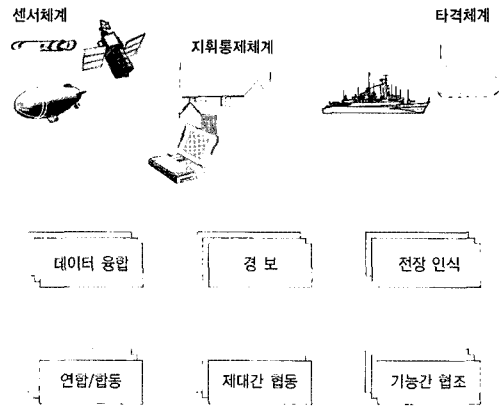 센서체계
타격체계
지휘통제체계
데이터 융합
경 보
전장 인식
연합/합동
제대간 협동
기능간 협조